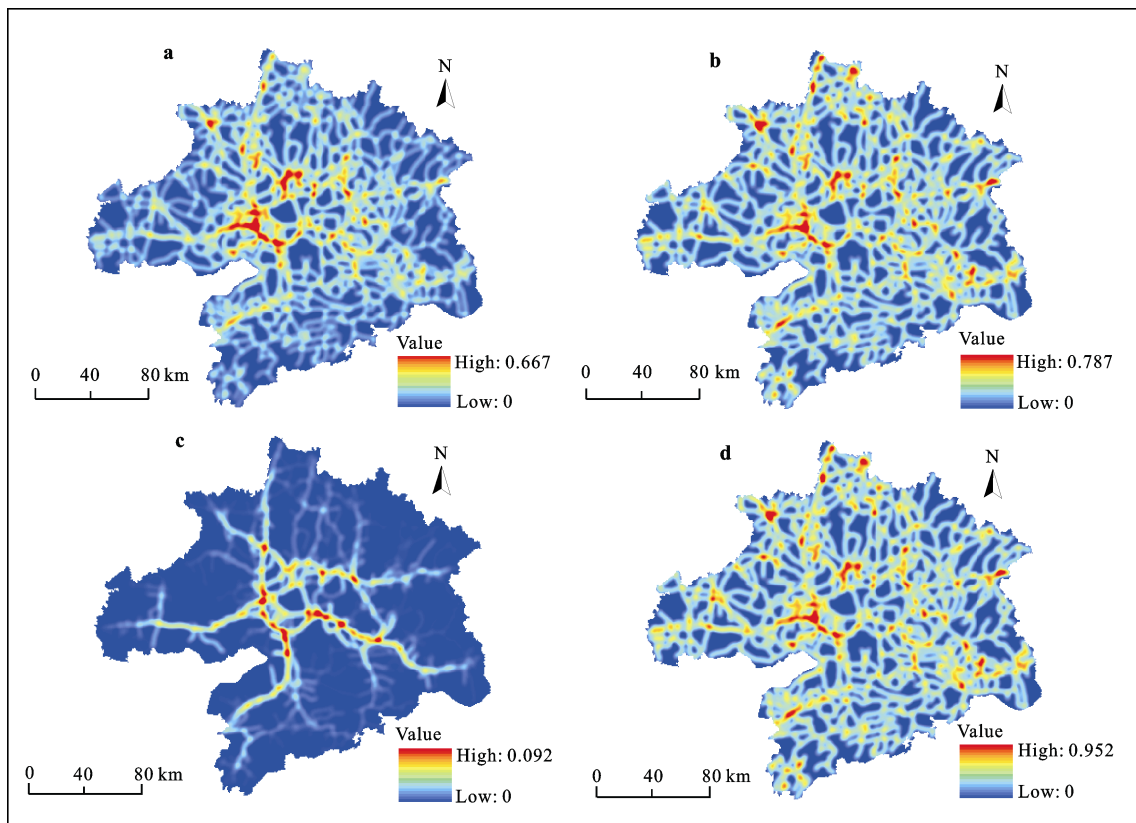 a
N
Value
High: 0.667
Low: 0
0 40 80 km
b
N
Value
High: 0.787
Low: 0
0 40 80 km
c
N
Value
High: 0.092
Low: 0
0 40 80 km
d
N
Value
High: 0.952
Low: 0
0 40 80 km